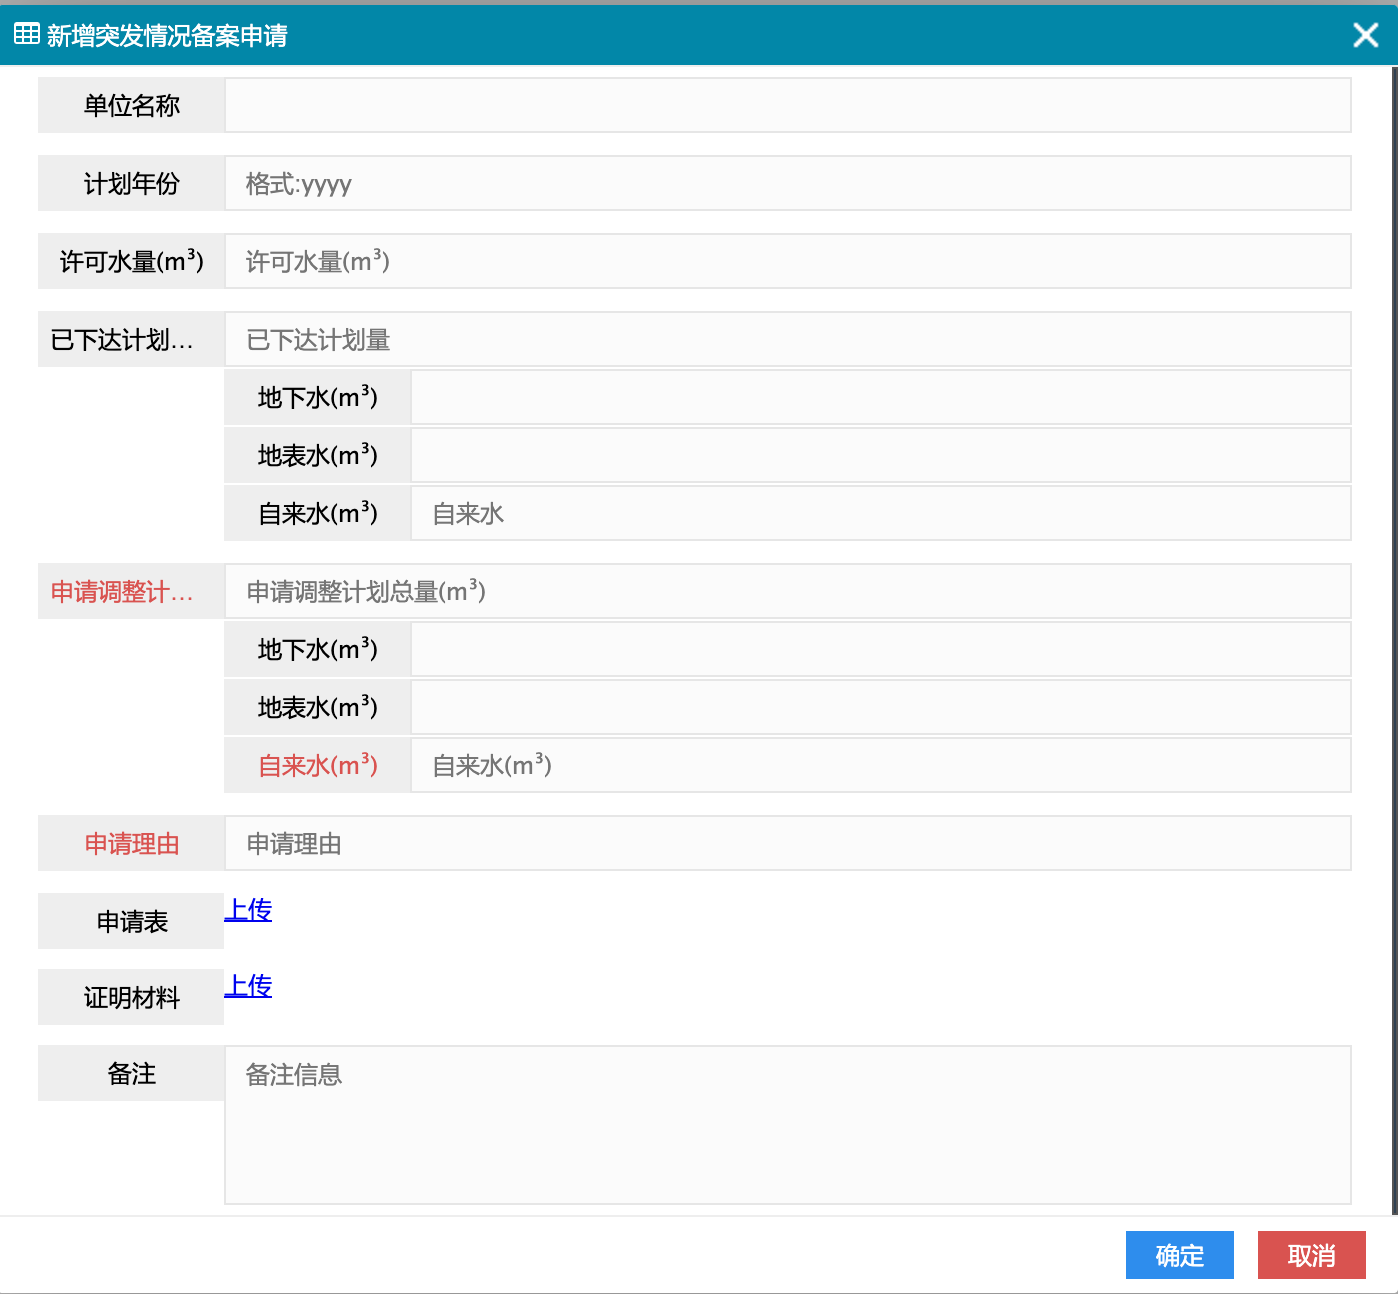 新增突发情况备案申请
单位名称
计划年份 格式:yyyy
许可水量(m³) 许可水量(m³)
已下达计划... 已下达计划量
地下水(m³)
地表水(m³)
自来水(m³) 自来水
申请调整计... 申请调整计划总量(m³)
地下水(m³)
地表水(m³)
自来水(m³) 自来水(m³)
申请理由 申请理由
申请表 上传
证明材料 上传
备注 备注信息
确定 取消